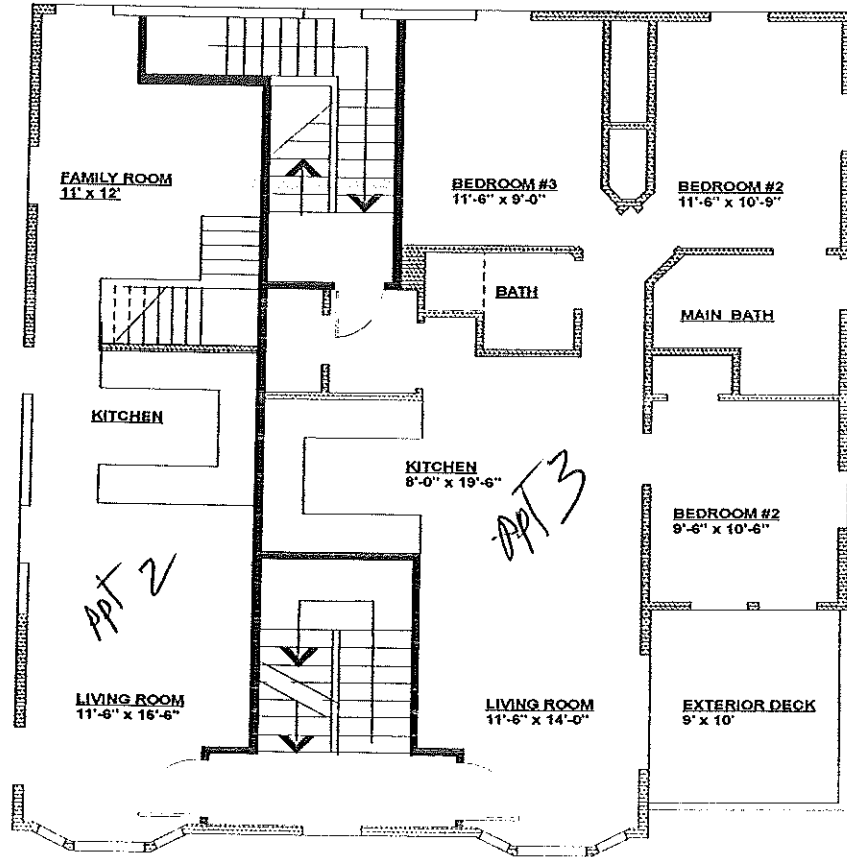 FAMILY ROOM
11' x 12'
BEDROOM #3
11'-6" x 9'-0"
BEDROOM #2
11'-6" x 10'-9"
BATH
MAIN BATH
KITCHEN
KITCHEN
8'-0" x 19'-6"
APT 3
BEDROOM #2
9'-6" x 10'-6"
APT 2
LIVING ROOM
11'-6" x 16'-6"
LIVING ROOM
11'-6" x 14'-0"
EXTERIOR DECK
9' x 10'